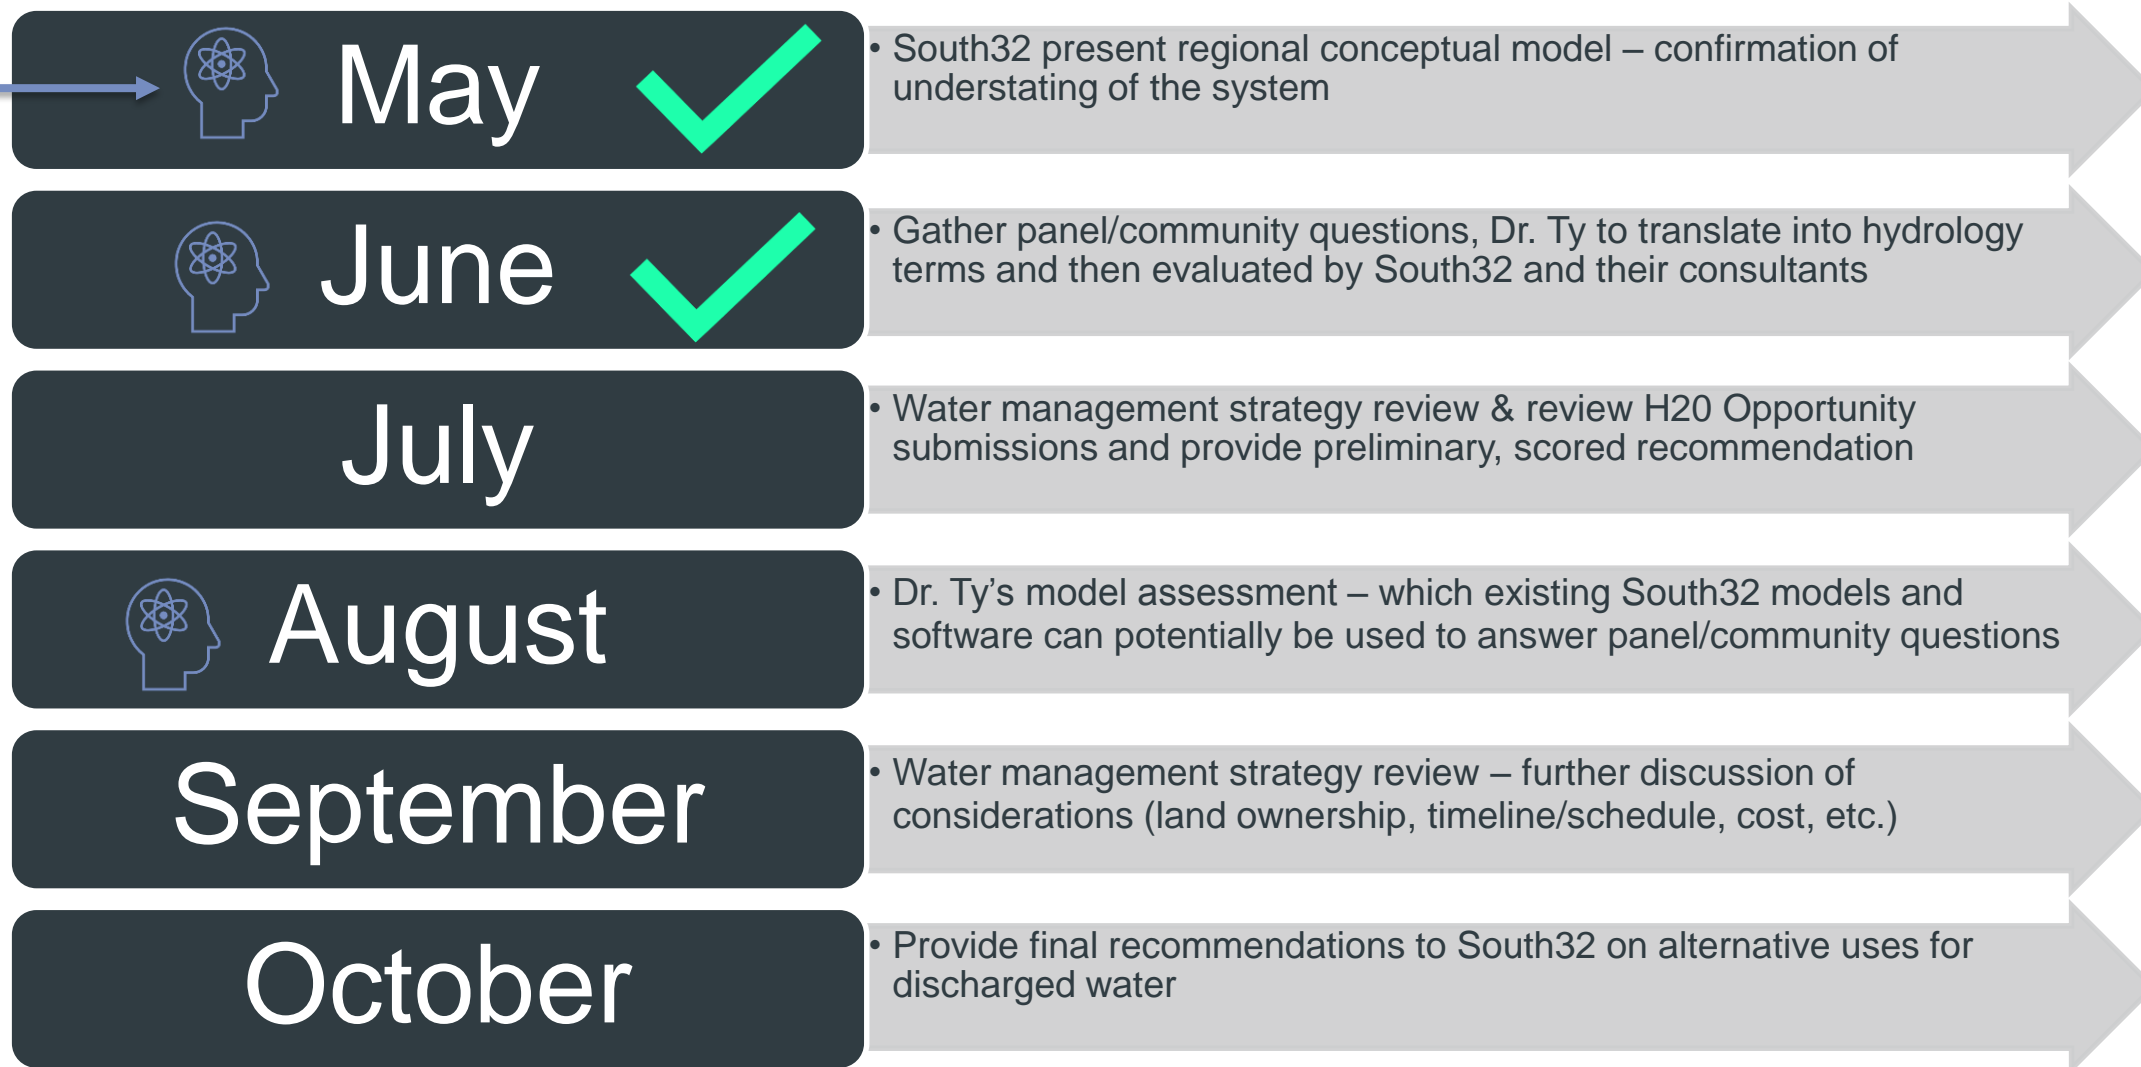 May
• South32 present regional conceptual model – confirmation of
understating of the system
June
• Gather panel/community questions, Dr. Ty to translate into hydrology
terms and then evaluated by South32 and their consultants
July
• Water management strategy review & review H20 Opportunity
submissions and provide preliminary, scored recommendation
August
• Dr. Ty’s model assessment – which existing South32 models and
software can potentially be used to answer panel/community questions
September
• Water management strategy review – further discussion of
considerations (land ownership, timeline/schedule, cost, etc.)
October
• Provide final recommendations to South32 on alternative uses for
discharged water